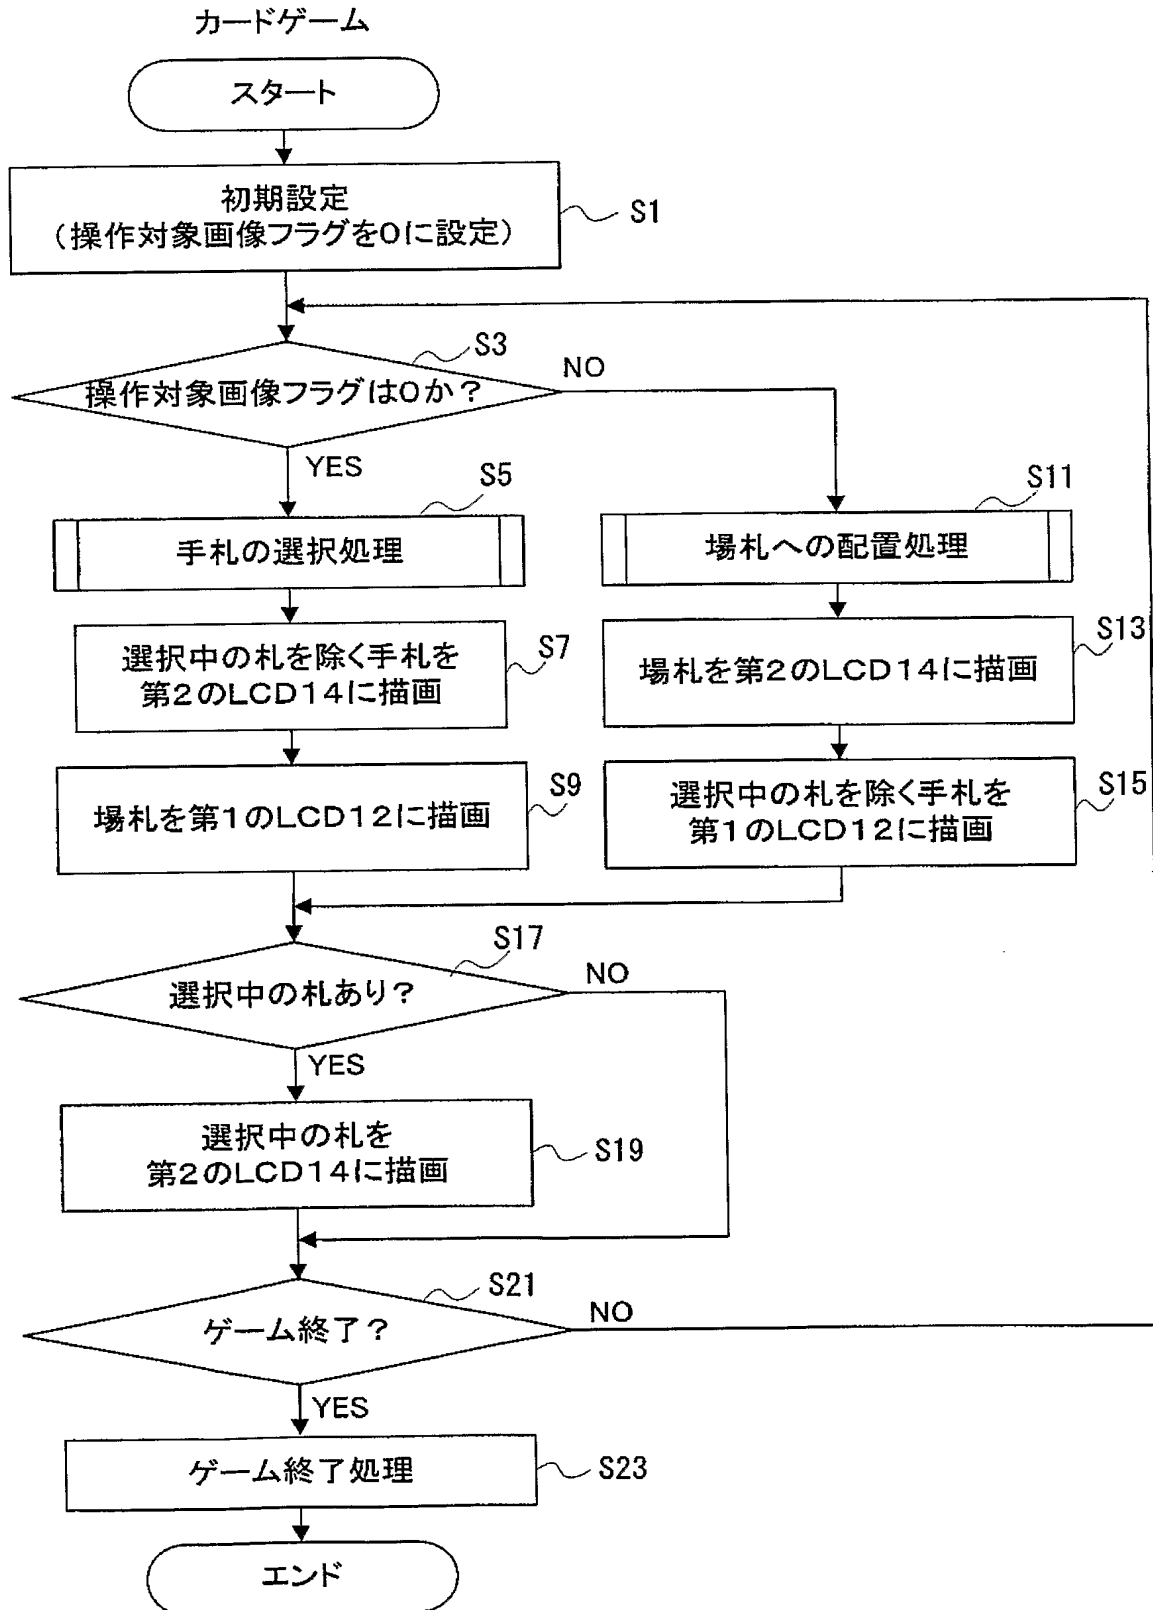 カードゲーム
スタート
初期設定
(操作対象画像フラグを0に設定)
S1
S3
操作対象画像フラグは0か？
NO
YES
S5
手札の選択処理
S11
場札への配置処理
選択中の札を除く手札を
第2のLCD14に描画
S7
場札を第2のLCD14に描画
S13
場札を第1のLCD12に描画
S9
選択中の札を除く手札を
第1のLCD12に描画
S15
S17
選択中の札あり？
NO
YES
選択中の札を
第2のLCD14に描画
S19
S21
ゲーム終了？
NO
YES
ゲーム終了処理
S23
エンド